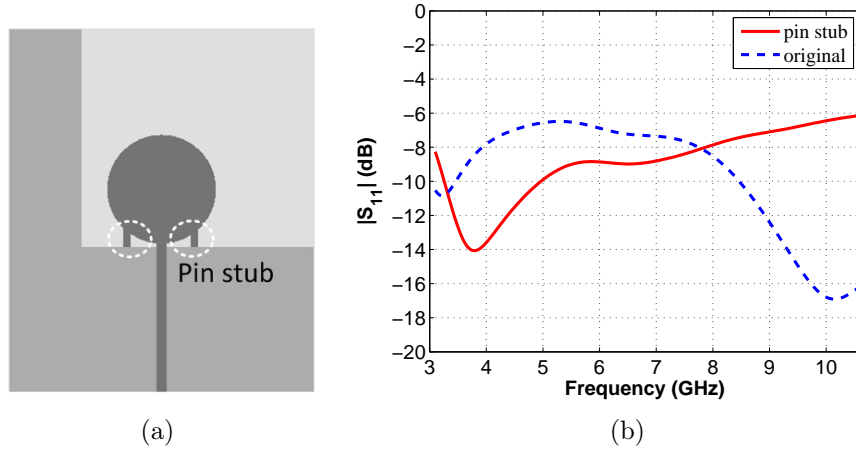 Pin stub
(a)
0
−2
−4
−6
−8
−10
−12
−14
−16
−18
−20
|S11| (dB)
pin stub
original
3 4 5 6 7 8 9 10
Frequency (GHz)
(b)